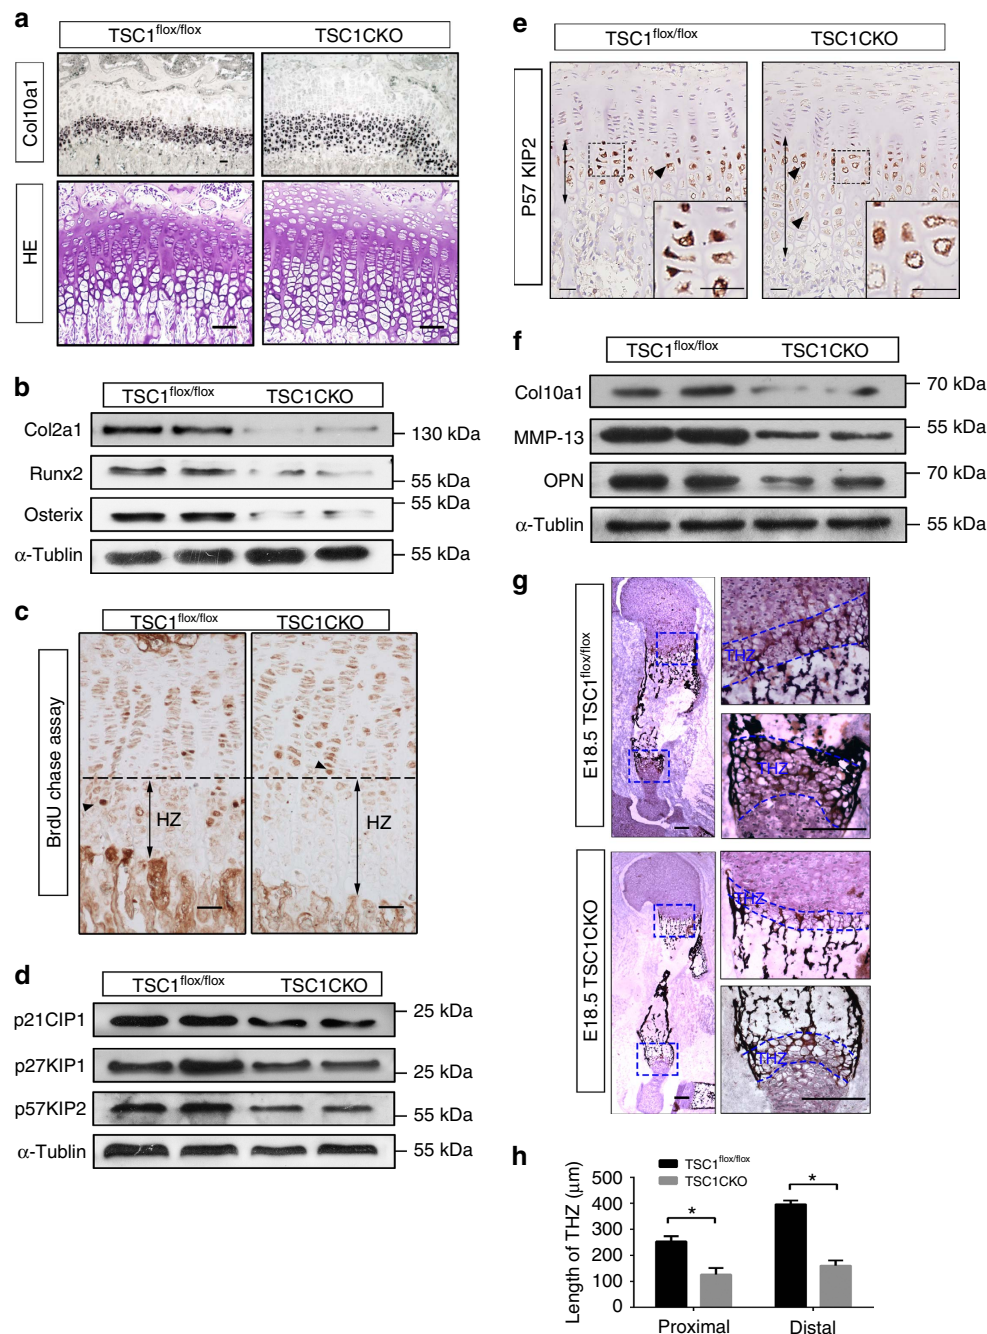 a
TSC1flox/flox TSC1CKO
Col10a1
HE
b
TSC1flox/flox TSC1CKO
Col2a1 130 kDa
Runx2 55 kDa
Osterix 55 kDa
α-Tublin 55 kDa
c
TSC1flox/flox TSC1CKO
BrdU chase assay
HZ HZ
d
TSC1flox/flox TSC1CKO
p21CIP1 25 kDa
p27KIP1 25 kDa
p57KIP2 55 kDa
α-Tublin 55 kDa
e
TSC1flox/flox TSC1CKO
P57 KIP2
f
TSC1flox/flox TSC1CKO
Col10a1 70 kDa
MMP-13 55 kDa
OPN 70 kDa
α-Tublin 55 kDa
g
E18.5 TSC1flox/flox
THZ
THZ
E18.5 TSC1CKO
THZ
THZ
h
TSC1flox/flox
TSC1CKO
Length of THZ (μm)
500
400
300
200
100
0
* *
Proximal Distal